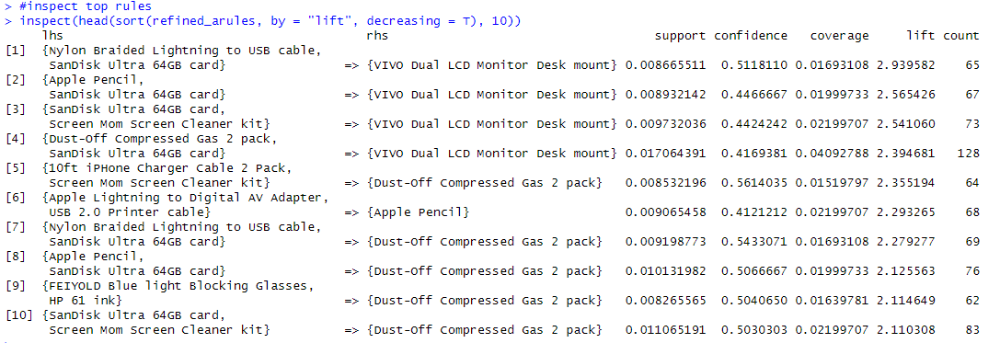 > #inspect top rules
> inspect(head(sort(refined_arules, by = "lift", decreasing = T), 10))
lhs rhs support confidence coverage lift count
[1] {Nylon Braided Lightning to USB cable,
SanDisk Ultra 64GB card} => {VIVO Dual LCD Monitor Desk mount} 0.008665511 0.5118110 0.01693108 2.939582 65
[2] {Apple Pencil,
SanDisk Ultra 64GB card} => {VIVO Dual LCD Monitor Desk mount} 0.008932142 0.4466667 0.01999733 2.565426 67
[3] {SanDisk Ultra 64GB card,
Screen Mom Screen Cleaner kit} => {VIVO Dual LCD Monitor Desk mount} 0.009732036 0.4424242 0.02199707 2.541060 73
[4] {Dust-Off Compressed Gas 2 pack,
SanDisk Ultra 64GB card} => {VIVO Dual LCD Monitor Desk mount} 0.017064391 0.4169381 0.04092788 2.394681 128
[5] {10ft iPHone Charger Cable 2 Pack,
Screen Mom Screen Cleaner kit} => {Dust-Off Compressed Gas 2 pack} 0.008532196 0.5614035 0.01519797 2.355194 64
[6] {Apple Lightning to Digital AV Adapter,
USB 2.0 Printer cable} => {Apple Pencil} 0.009065458 0.4121212 0.02199707 2.293265 68
[7] {Nylon Braided Lightning to USB cable,
SanDisk Ultra 64GB card} => {Dust-Off Compressed Gas 2 pack} 0.009198773 0.5433071 0.01693108 2.279277 69
[8] {Apple Pencil,
SanDisk Ultra 64GB card} => {Dust-Off Compressed Gas 2 pack} 0.010131982 0.5066667 0.01999733 2.125563 76
[9] {FEIYOLD Blue light Blocking Glasses,
HP 61 ink} => {Dust-Off Compressed Gas 2 pack} 0.008265565 0.5040650 0.01639781 2.114649 62
[10] {SanDisk Ultra 64GB card,
Screen Mom Screen Cleaner kit} => {Dust-Off Compressed Gas 2 pack} 0.011065191 0.5030303 0.02199707 2.110308 83